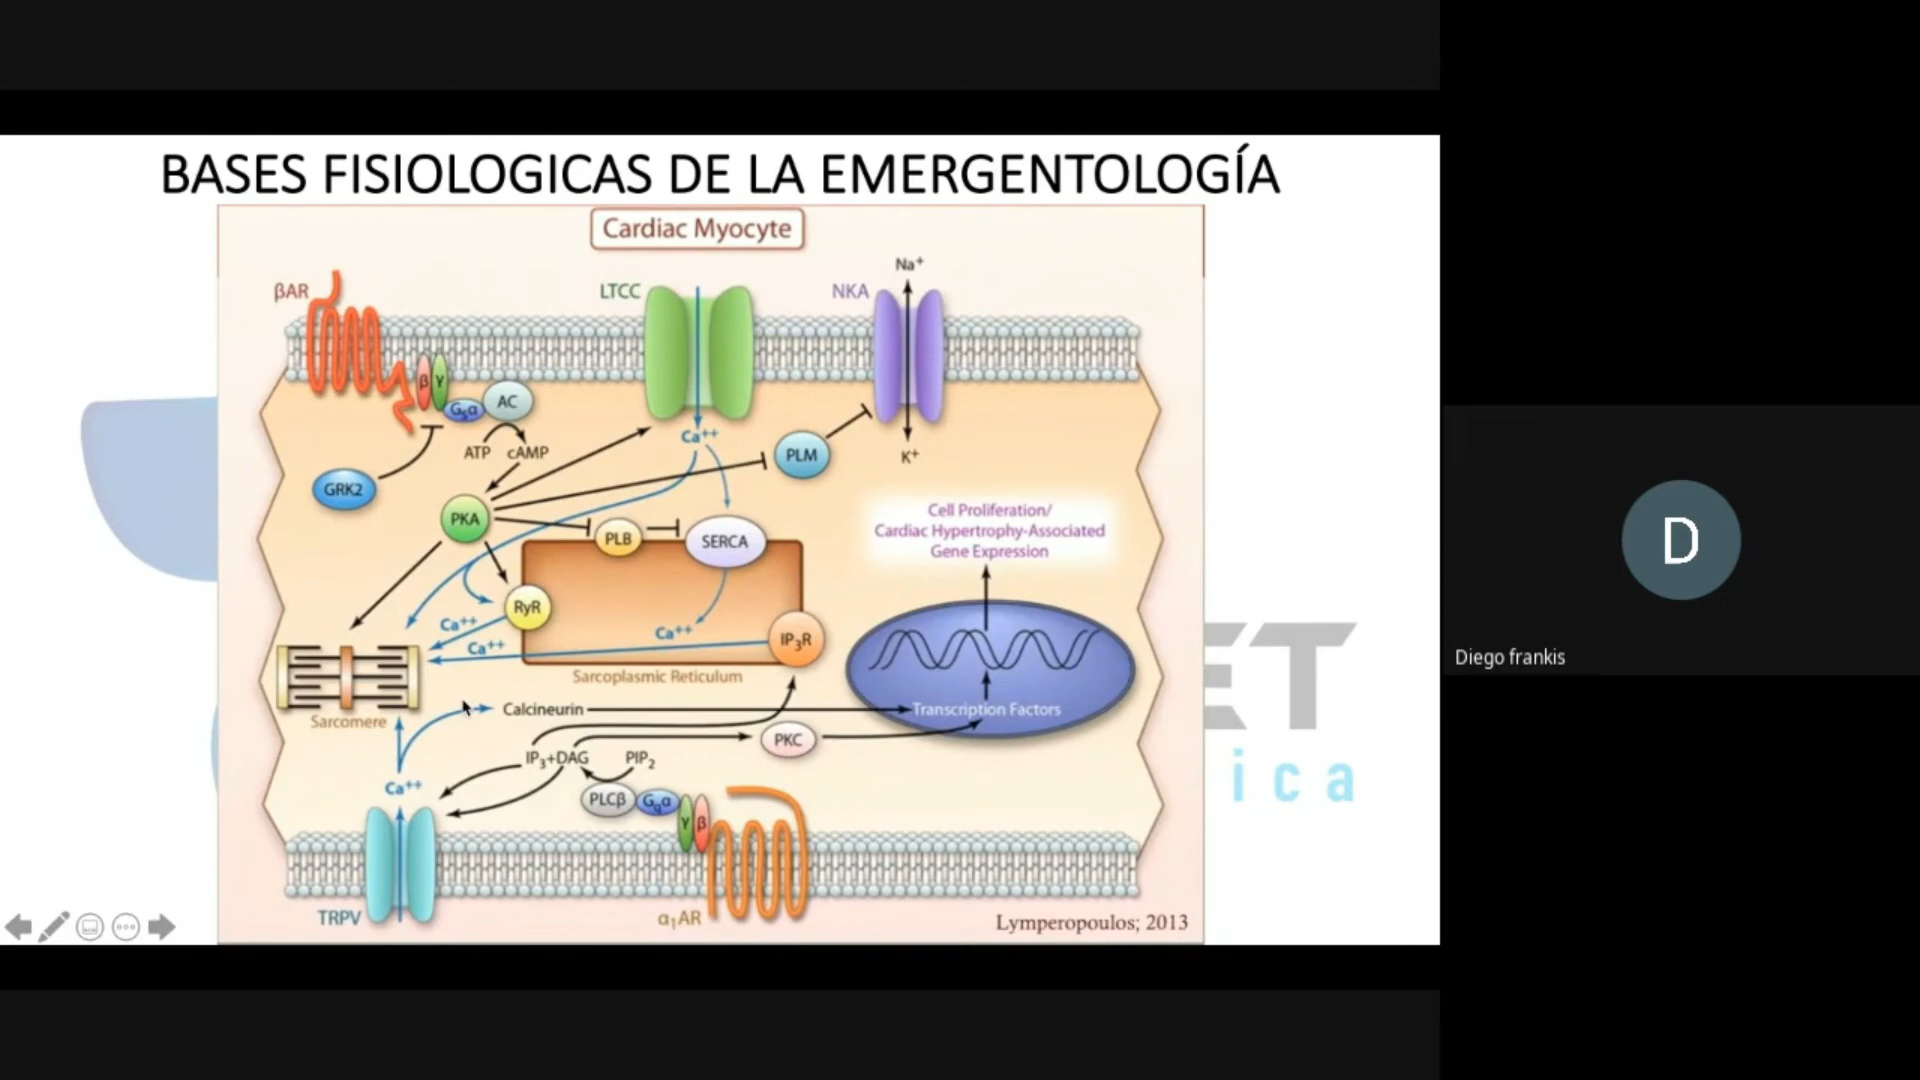 BASES FISIOLOGICAS DE LA EMERGENTOLOGÍA
Cardiac Myocyte
βAR
LTCC
NKA
Na⁺
β
γ
Gₛα
AC
ATP
cAMP
Ca⁺⁺
PLM
K⁺
GRK2
PKA
PLB
SERCA
Cell Proliferation/
Cardiac Hypertrophy-Associated
Gene Expression
RyR
Ca⁺⁺
Ca⁺⁺
Ca⁺⁺
IP₃R
Sarcoplasmic Reticulum
Sarcomere
Calcineurin
Transcription Factors
PKC
IP₃+DAG
PIP₂
Ca⁺⁺
PLCβ
Gqα
γ
β
TRPV
α₁AR
Lymperopoulos; 2013
ET
ica
D
Diego frankis